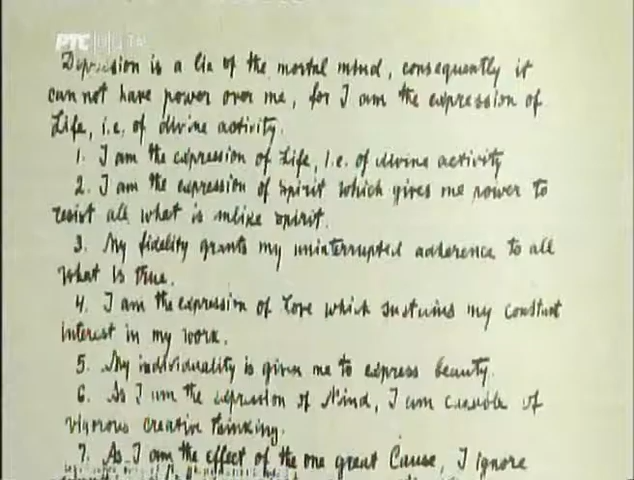 РТС
Depression is a lie of the mortal mind, consequently it
can not have power over me, for I am the expression of
Life, i.e. of divine activity.
1. I am the expression of Life, i.e. of divine activity
2. I am the expression of spirit which gives me power to
resist all what is unlike spirit.
3. My fidelity grants my uninterrupted adherence to all
what is true.
4. I am the expression of Love which sustains my constant
interest in my work.
5. My individuality is given me to express beauty.
6. As I am the expression of Mind, I am capable of
vigorous creative thinking.
7. As I am the effect of the one great Cause, I ignore